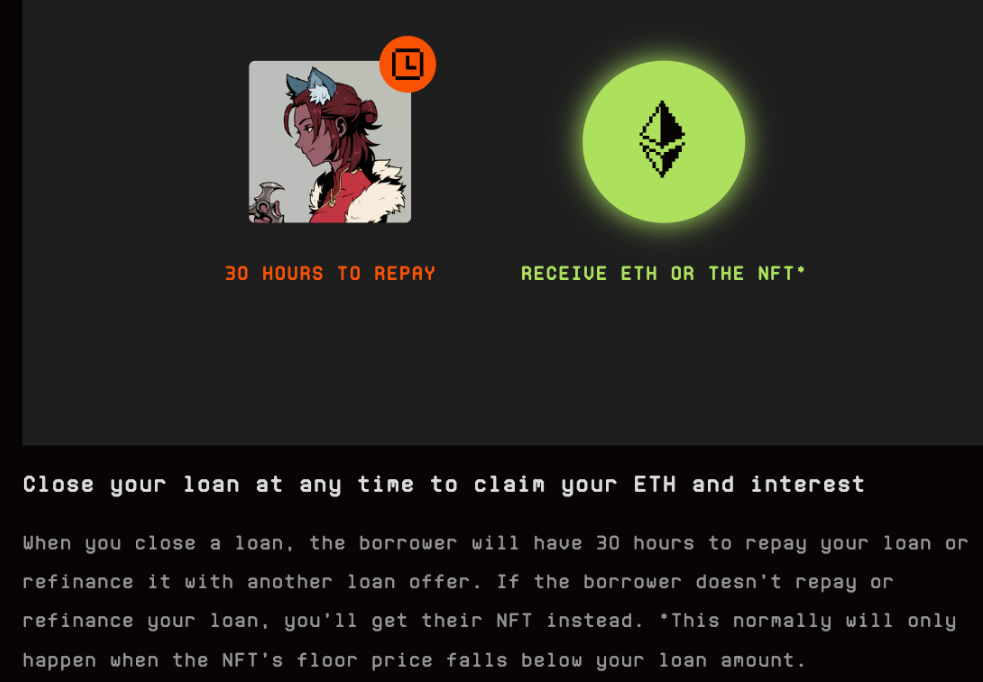 30 HOURS TO REPAY
RECEIVE ETH OR THE NFT*
Close your loan at any time to claim your ETH and interest
When you close a loan, the borrower will have 30 hours to repay your loan or
refinance it with another loan offer. If the borrower doesn't repay or
refinance your loan, you'll get their NFT instead. *This normally will only
happen when the NFT's floor price falls below your loan amount.